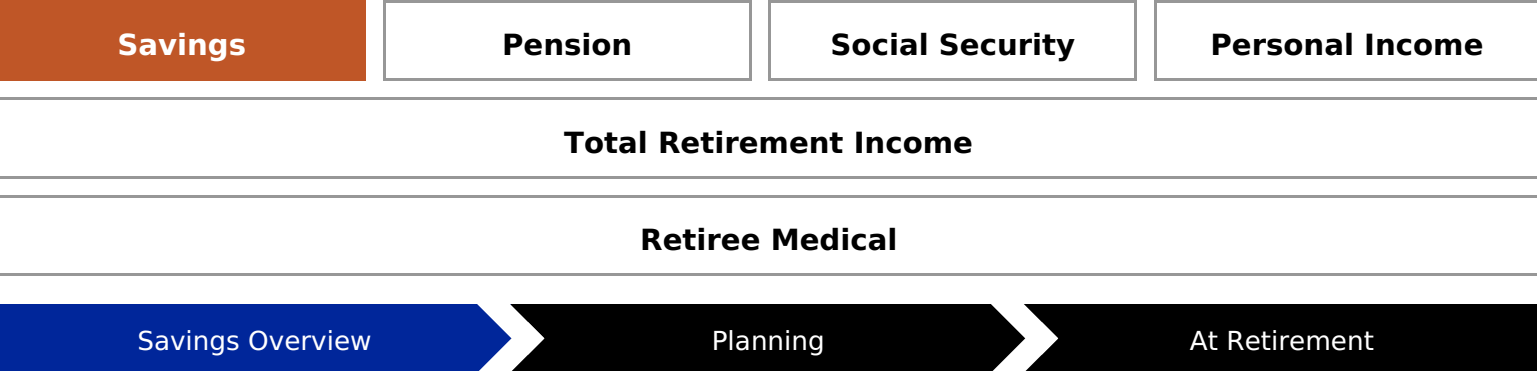 Savings
Pension
Social Security
Personal Income
Total Retirement Income
Retiree Medical
Savings Overview
Planning
At Retirement